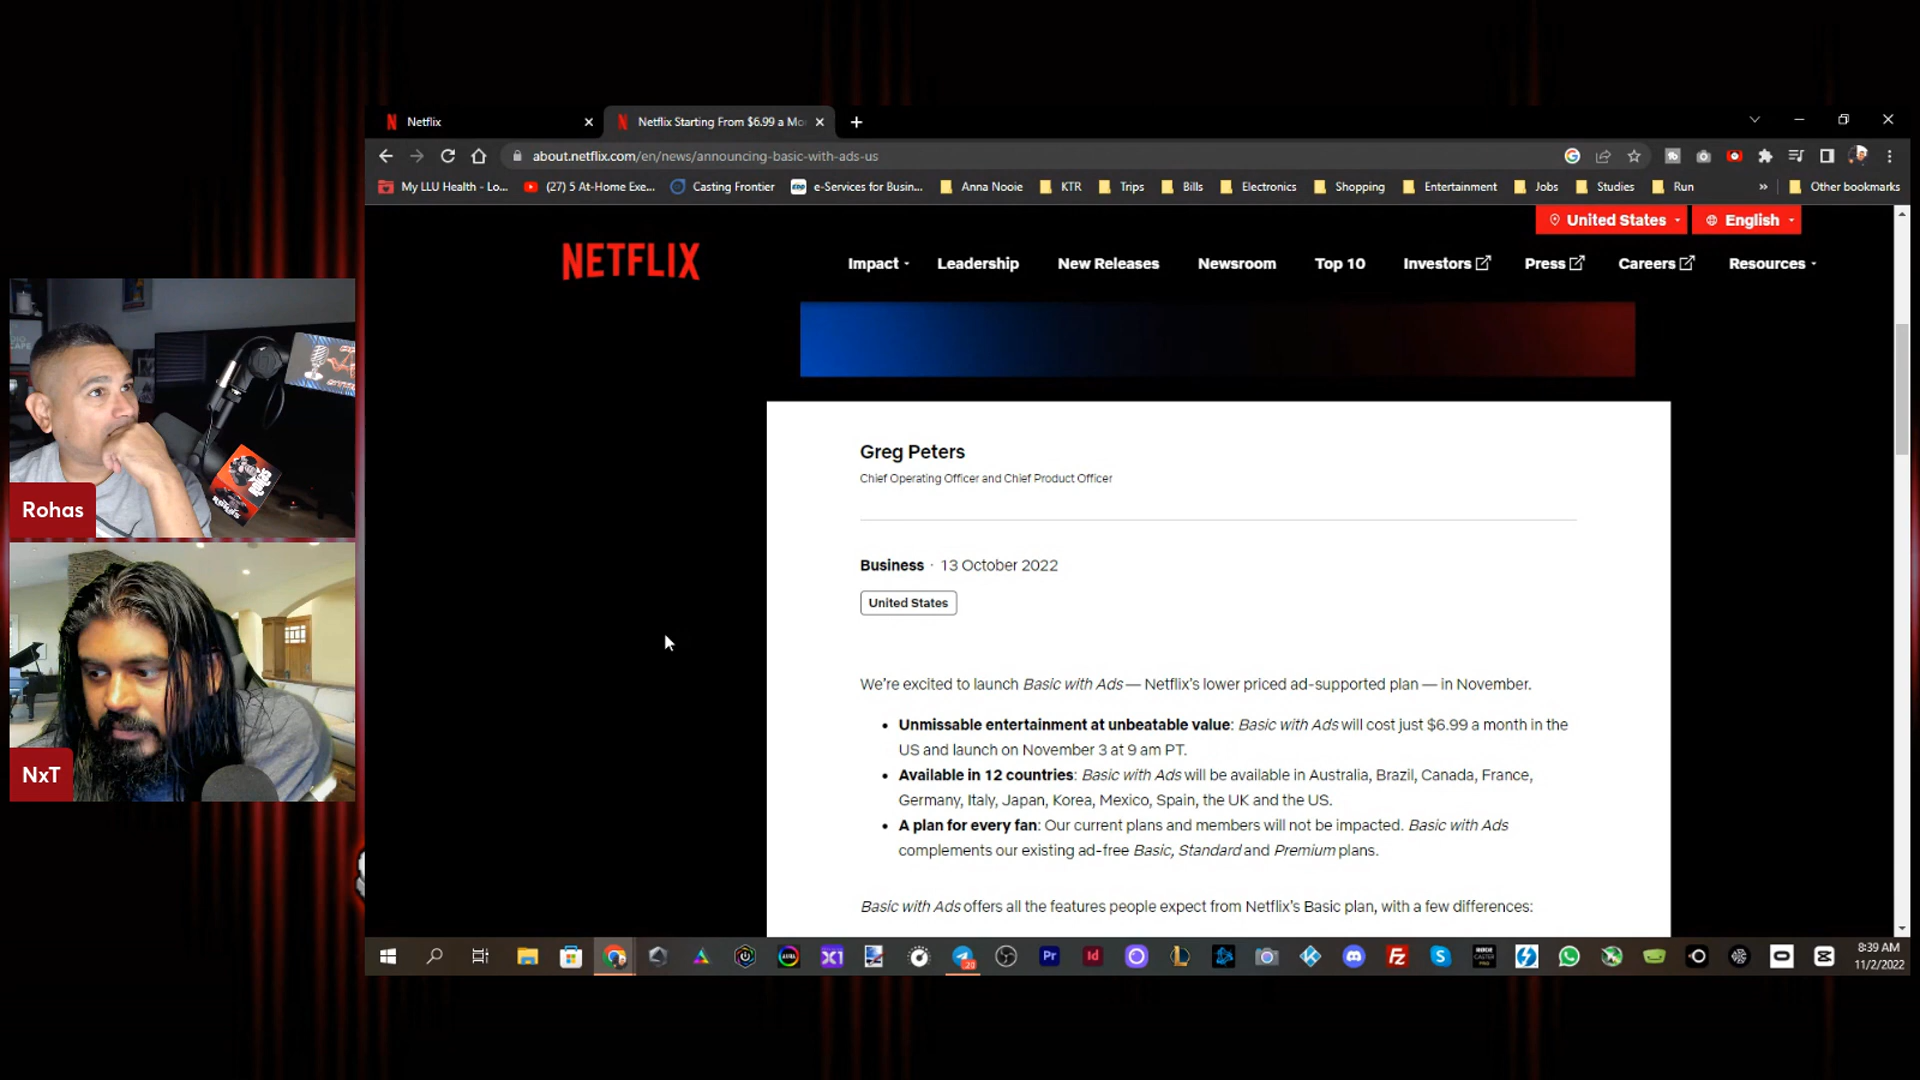 Netflix
Netflix Starting From $6.99 a Mo
about.netflix.com/en/news/announcing-basic-with-ads-us
My LLU Health - Lo...
(27) 5 At-Home Exe...
Casting Frontier
e-Services for Busin...
Anna Nooie
KTR
Trips
Bills
Electronics
Shopping
Entertainment
Jobs
Studies
Run
»
Other bookmarks
United States
English
NETFLIX
Impact
Leadership
New Releases
Newsroom
Top 10
Investors
Press
Careers
Resources
Greg Peters
Chief Operating Officer and Chief Product Officer
Business · 13 October 2022
United States
We're excited to launch Basic with Ads — Netflix's lower priced ad-supported plan — in November.
• Unmissable entertainment at unbeatable value: Basic with Ads will cost just $6.99 a month in the
US and launch on November 3 at 9 am PT.
• Available in 12 countries: Basic with Ads will be available in Australia, Brazil, Canada, France,
Germany, Italy, Japan, Korea, Mexico, Spain, the UK and the US.
• A plan for every fan: Our current plans and members will not be impacted. Basic with Ads
complements our existing ad-free Basic, Standard and Premium plans.
Basic with Ads offers all the features people expect from Netflix's Basic plan, with a few differences:
Rohas
NxT
X1
Pr
Id
Fz
8:39 AM
11/2/2022